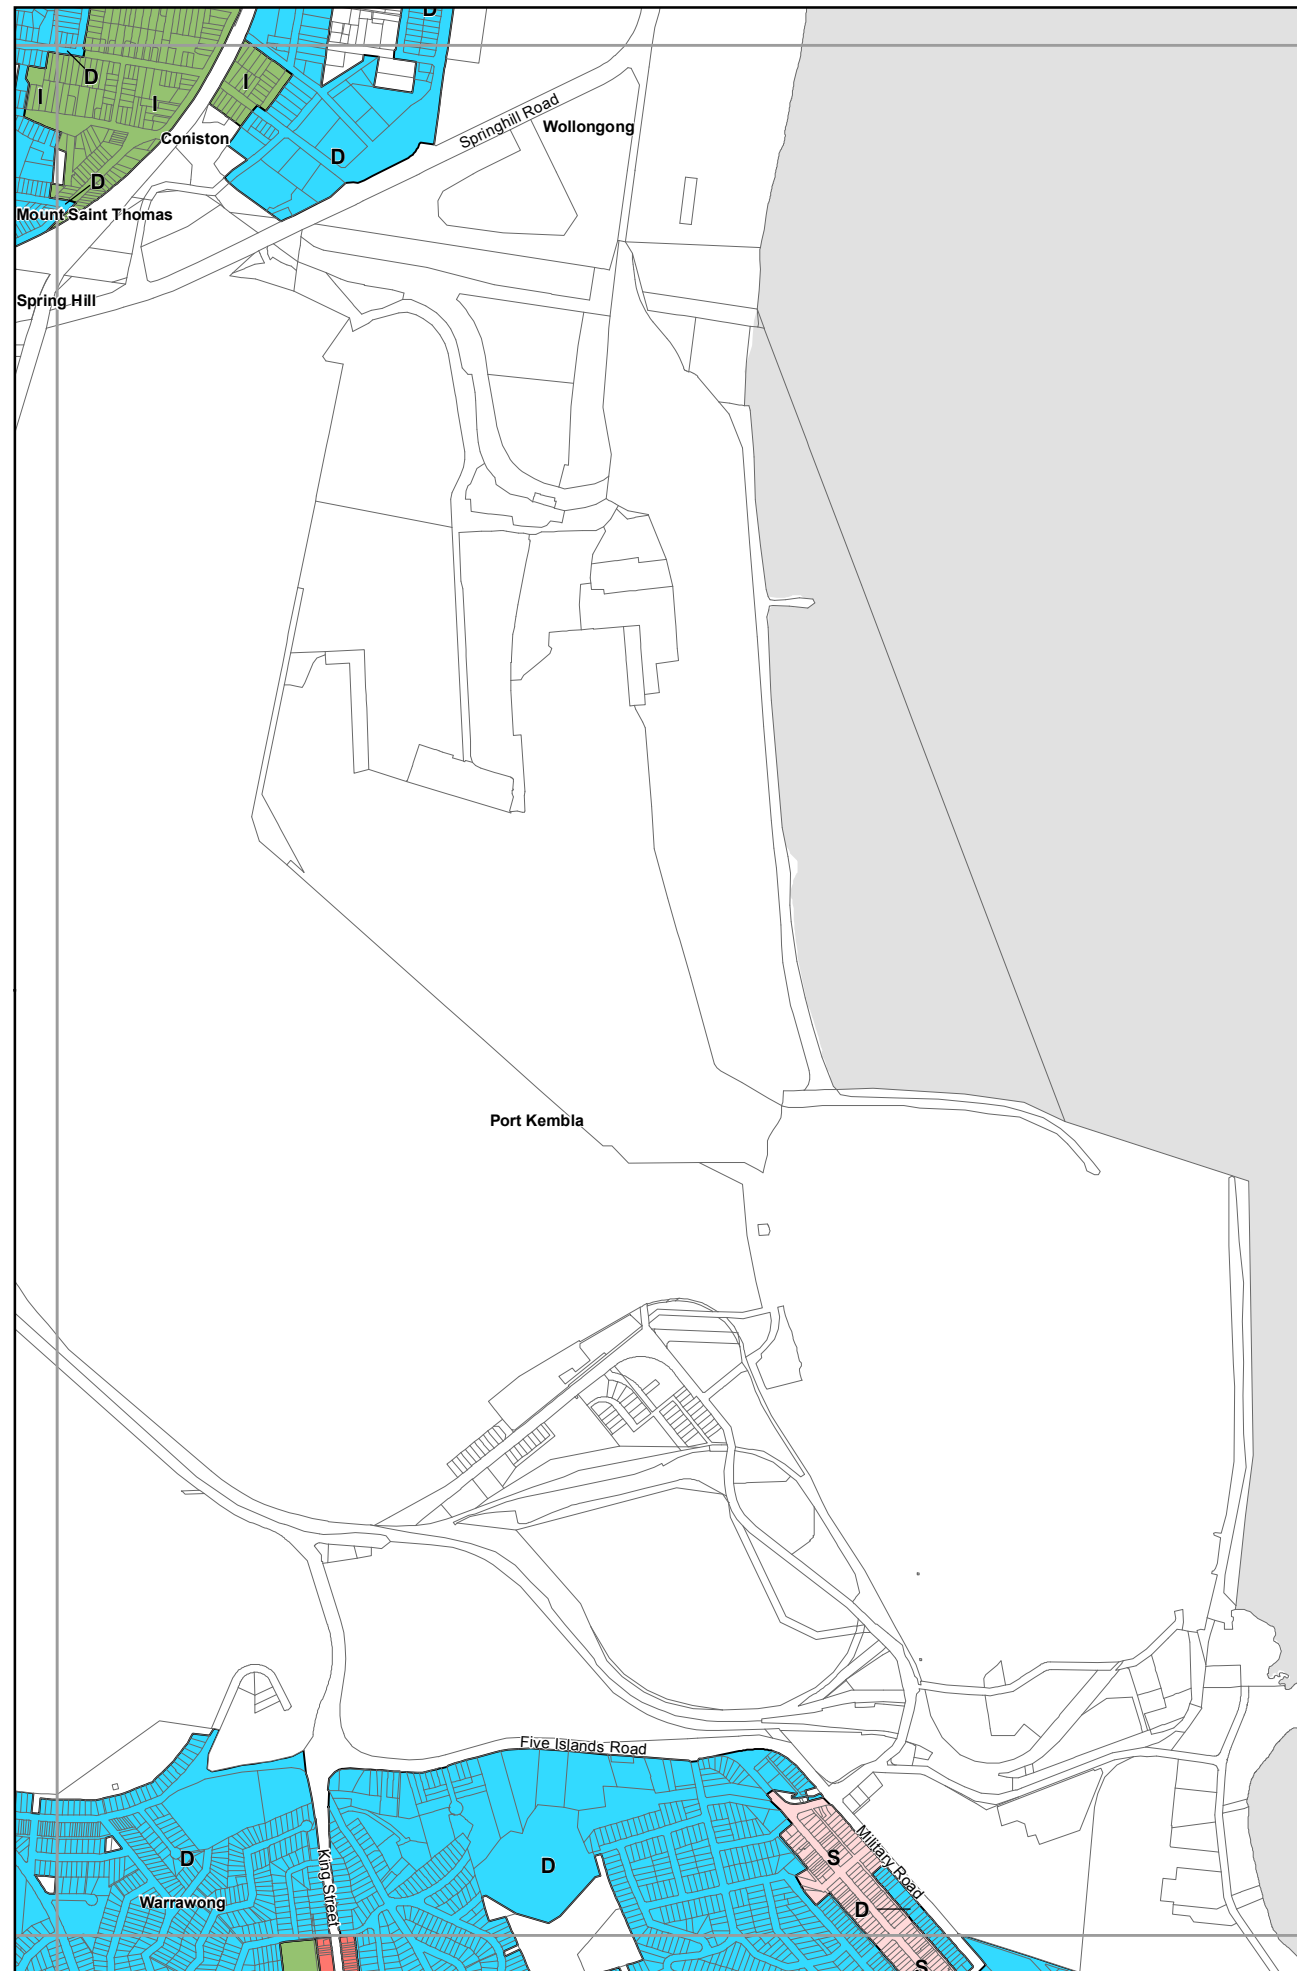 D
D
I
I
I
Springhill Road
Wollongong
Coniston
D
D
Mount Saint Thomas
Spring Hill
Port Kembla
Five Islands Road
Military Road
King Street
D
S
D
Warrawong
D
S